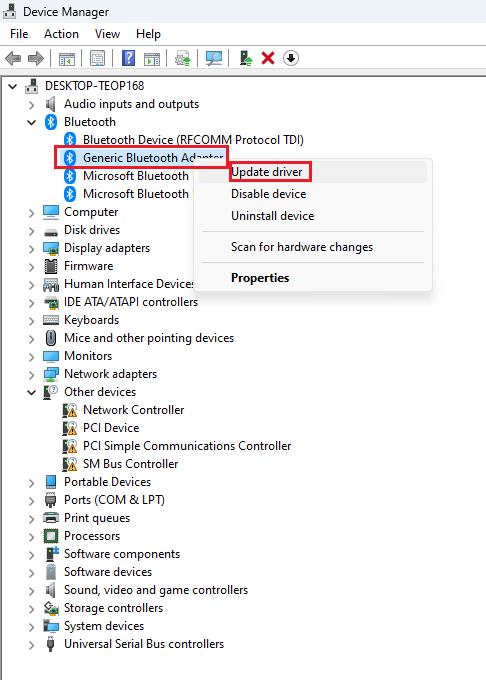 Device Manager
File Action View Help
DESKTOP-TEOP168
Audio inputs and outputs
Bluetooth
Bluetooth Device (RFCOMM Protocol TDI)
Generic Bluetooth Adapter
Update driver
Microsoft Bluetooth
Disable device
Microsoft Bluetooth
Computer
Uninstall device
Disk drives
Display adapters
Scan for hardware changes
Firmware
Human Interface Devices
Properties
IDE ATA/ATAPI controllers
Keyboards
Mice and other pointing devices
Monitors
Network adapters
Other devices
Network Controller
PCI Device
PCI Simple Communications Controller
SM Bus Controller
Portable Devices
Ports (COM & LPT)
Print queues
Processors
Software components
Software devices
Sound, video and game controllers
Storage controllers
System devices
Universal Serial Bus controllers